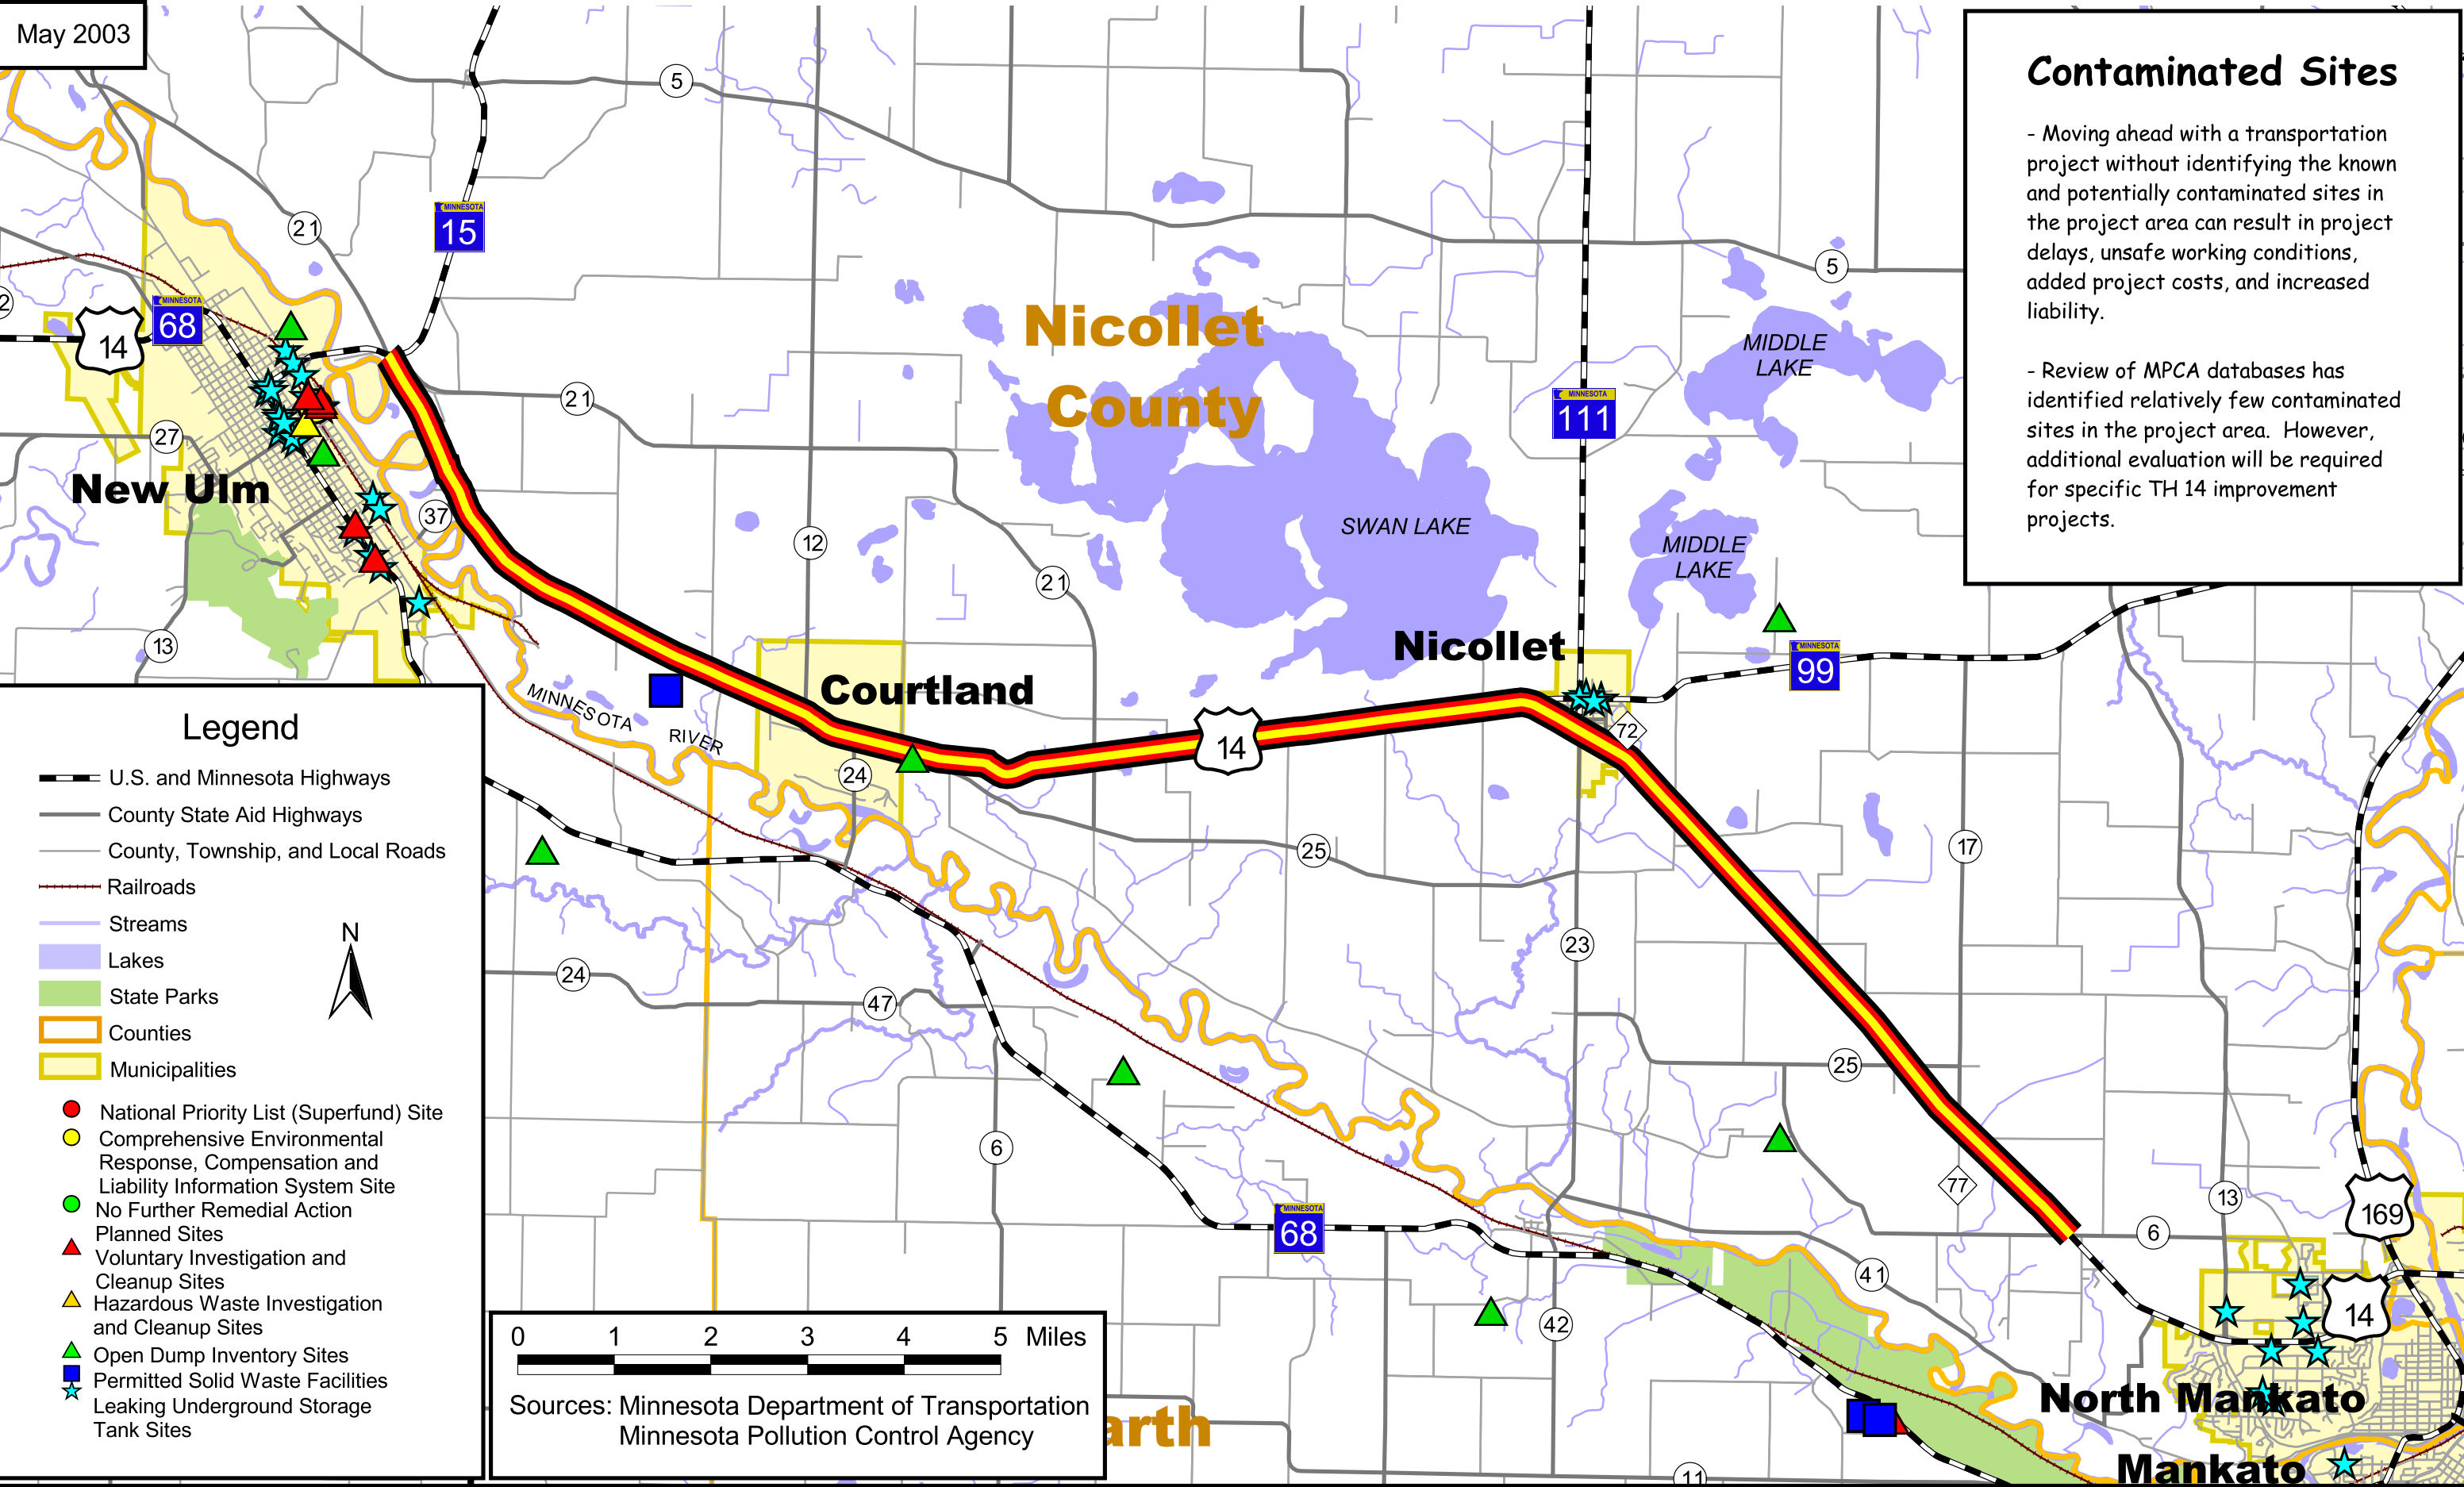 May 2003
Contaminated Sites
- Moving ahead with a transportation
project without identifying the known
and potentially contaminated sites in
the project area can result in project
delays, unsafe working conditions,
added project costs, and increased
liability.
- Review of MPCA databases has
identified relatively few contaminated
sites in the project area.  However,
additional evaluation will be required
for specific TH 14 improvement
projects.
5
21
MINNESOTA
15
5
2
14
MINNESOTA
68
Nicollet
County
MIDDLE
LAKE
21
MINNESOTA
111
27
New Ulm
37
SWAN LAKE
12
MIDDLE
LAKE
21
13
Nicollet
MINNESOTA
99
Courtland
MINNESOTA
RIVER
14
72
24
25
17
23
24
47
25
6
77
13
169
MINNESOTA
68
6
41
42
14
North Mankato
Mankato
arth
11
Legend
U.S. and Minnesota Highways
County State Aid Highways
County, Township, and Local Roads
Railroads
Streams
Lakes
State Parks
Counties
Municipalities
N
National Priority List (Superfund) Site
Comprehensive Environmental
Response, Compensation and
Liability Information System Site
No Further Remedial Action
Planned Sites
Voluntary Investigation and
Cleanup Sites
Hazardous Waste Investigation
and Cleanup Sites
Open Dump Inventory Sites
Permitted Solid Waste Facilities
Leaking Underground Storage
Tank Sites
0 1 2 3 4 5 Miles
Sources: Minnesota Department of Transportation
Minnesota Pollution Control Agency